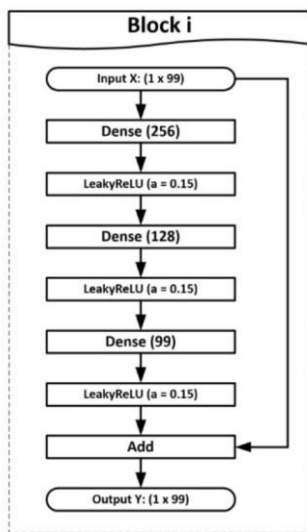 Block i
Input X: (1 x 99)
Dense (256)
LeakyReLU (a = 0.15)
Dense (128)
LeakyReLU (a = 0.15)
Dense (99)
LeakyReLU (a = 0.15)
Add
Output Y: (1 x 99)